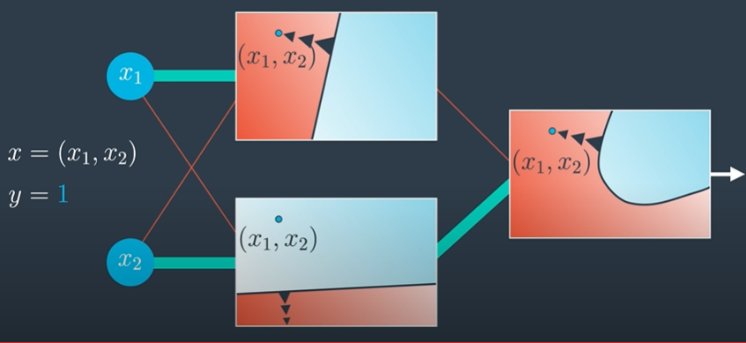 x₁
(x₁, x₂)
(x₁, x₂)
x = (x₁, x₂)
y = 1
(x₁, x₂)
x₂